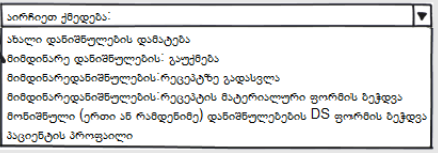 აირჩიეთ ქმედება:
ახალი დანიშნულების დამატება
მიმდინარე დანიშნულების: გაუქმება
მიმდინარედანიშნულების:რეცეპტზე გადასვლა
მიმდინარედანიშნულების:რეცეპტის მატერიალური ფორმის ბეჭდვა
მონიშნული (ერთი ან რამდენიმე) დანიშნულებების DS ფორმის ბეჭდვა
პაციენტის პროფაილი